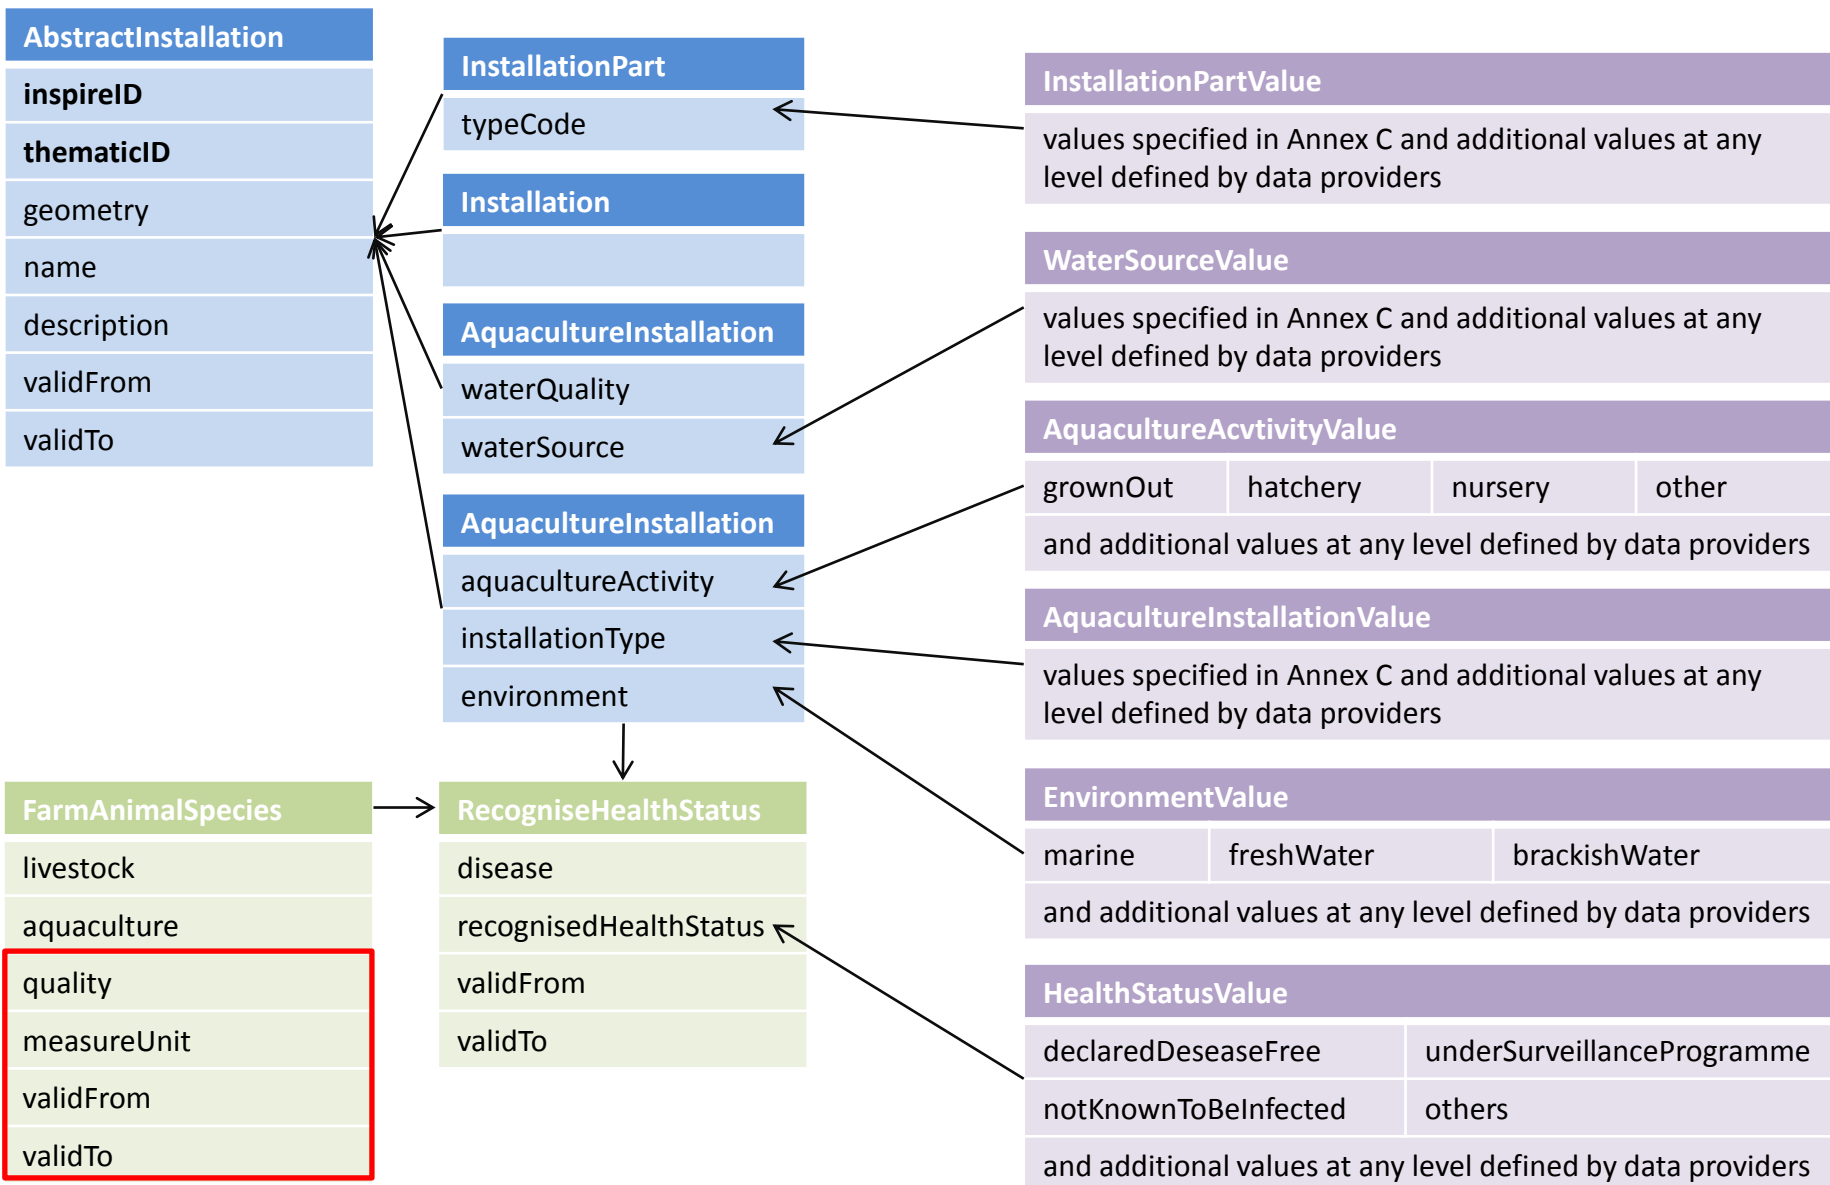 AbstractInstallation
inspireID
thematicID
geometry
name
description
validFrom
validTo
InstallationPart
typeCode
Installation
AquacultureInstallation
waterQuality
waterSource
AquacultureInstallation
aquacultureActivity
installationType
environment
FarmAnimalSpecies
livestock
aquaculture
quality
measureUnit
validFrom
validTo
RecogniseHealthStatus
disease
recognisedHealthStatus
validFrom
validTo
InstallationPartValue
values specified in Annex C and additional values at any
level defined by data providers
WaterSourceValue
values specified in Annex C and additional values at any
level defined by data providers
AquacultureAcvtivityValue
grownOut hatchery nursery other
and additional values at any level defined by data providers
AquacultureInstallationValue
values specified in Annex C and additional values at any
level defined by data providers
EnvironmentValue
marine freshWater brackishWater
and additional values at any level defined by data providers
HealthStatusValue
declaredDeseaseFree underSurveillanceProgramme
notKnownToBeInfected others
and additional values at any level defined by data providers